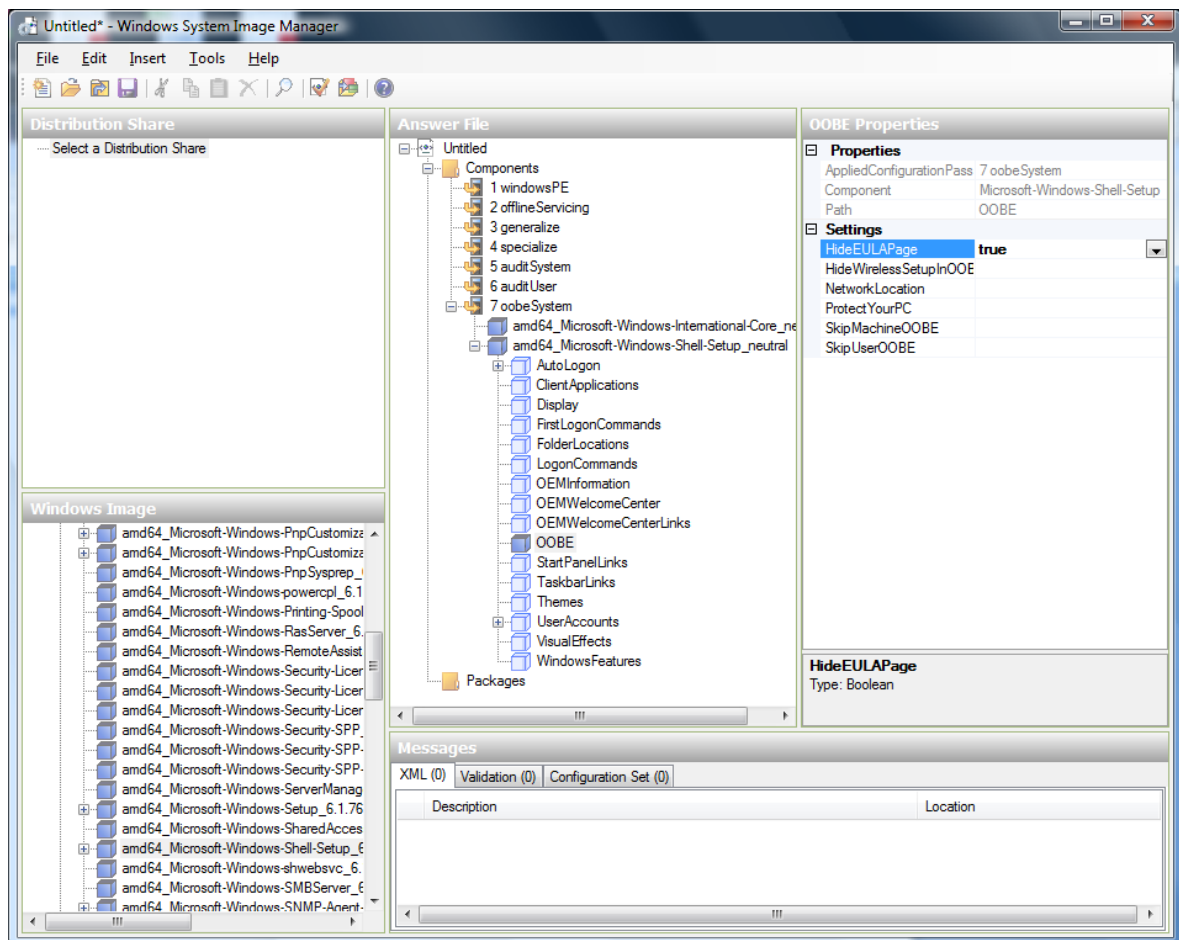 Untitled* - Windows System Image Manager
File Edit Insert Tools Help
Distribution Share
Select a Distribution Share
Windows Image
amd64_Microsoft-Windows-PnpCustomiza
amd64_Microsoft-Windows-PnpCustomiza
amd64_Microsoft-Windows-PnpSysprep_
amd64_Microsoft-Windows-powercpl_6.1
amd64_Microsoft-Windows-Printing-Spool
amd64_Microsoft-Windows-RasServer_6.
amd64_Microsoft-Windows-RemoteAssist
amd64_Microsoft-Windows-Security-Licen
amd64_Microsoft-Windows-Security-Licen
amd64_Microsoft-Windows-Security-Licen
amd64_Microsoft-Windows-Security-SPP_
amd64_Microsoft-Windows-Security-SPP-
amd64_Microsoft-Windows-Security-SPP-
amd64_Microsoft-Windows-ServerManag
amd64_Microsoft-Windows-Setup_6.1.76
amd64_Microsoft-Windows-SharedAcces
amd64_Microsoft-Windows-Shell-Setup_6
amd64_Microsoft-Windows-shwebsvc_6.
amd64_Microsoft-Windows-SMBServer_6
amd64_Microsoft-Windows-SNMP-Agent-
Answer File
Untitled
Components
1 windowsPE
2 offlineServicing
3 generalize
4 specialize
5 auditSystem
6 auditUser
7 oobeSystem
amd64_Microsoft-Windows-International-Core_ne
amd64_Microsoft-Windows-Shell-Setup_neutral
AutoLogon
ClientApplications
Display
FirstLogonCommands
FolderLocations
LogonCommands
OEMInformation
OEMWelcomeCenter
OEMWelcomeCenterLinks
OOBE
StartPanelLinks
TaskbarLinks
Themes
UserAccounts
VisualEffects
WindowsFeatures
Packages
OOBE Properties
Properties
AppliedConfigurationPass 7 oobeSystem
Component Microsoft-Windows-Shell-Setup
Path OOBE
Settings
HideEULAPage true
HideWirelessSetupInOOBE
NetworkLocation
ProtectYourPC
SkipMachineOOBE
SkipUserOOBE
HideEULAPage
Type: Boolean
Messages
XML (0) Validation (0) Configuration Set (0)
Description Location